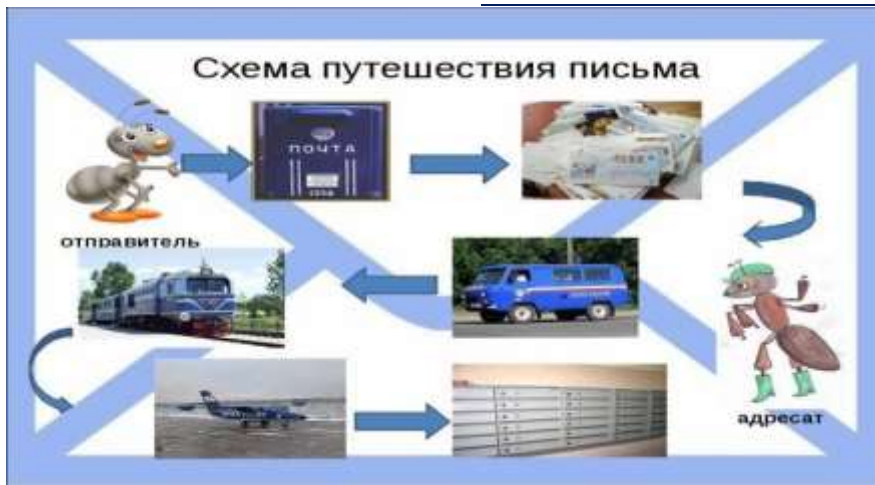 Схема путешествия письма
ПОЧТА
отправитель
адресат